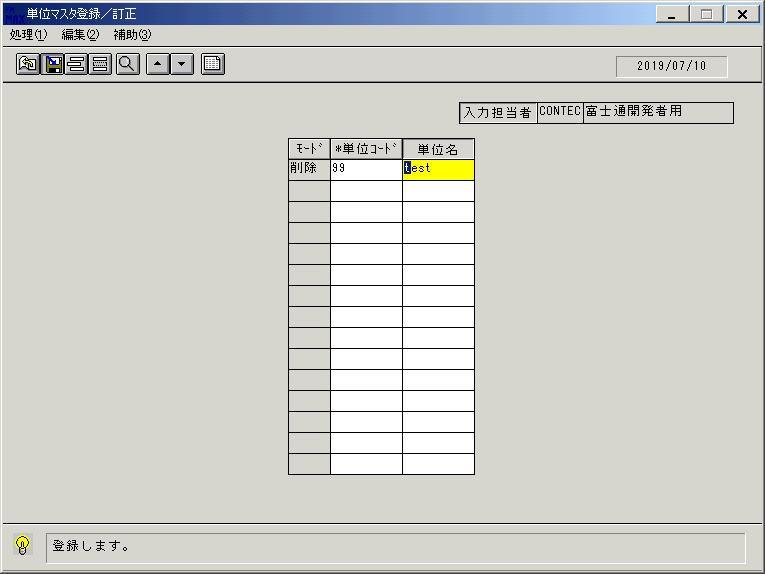 単位マスタ登録／訂正
処理(1) 編集(2) 補助(3)
2019/07/10
入力担当者 CONTEC 富士通開発者用
ﾓｰﾄﾞ *単位ｺｰﾄﾞ 単位名
削除 99 test
登録します。